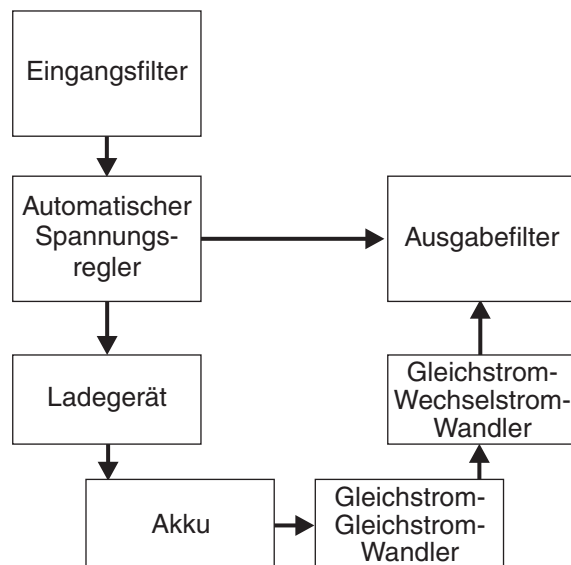 Eingangsfilter
Automatischer
Spannungs-
regler
Ausgabefilter
Ladegerät
Gleichstrom-
Wechselstrom-
Wandler
Akku
Gleichstrom-
Gleichstrom-
Wandler